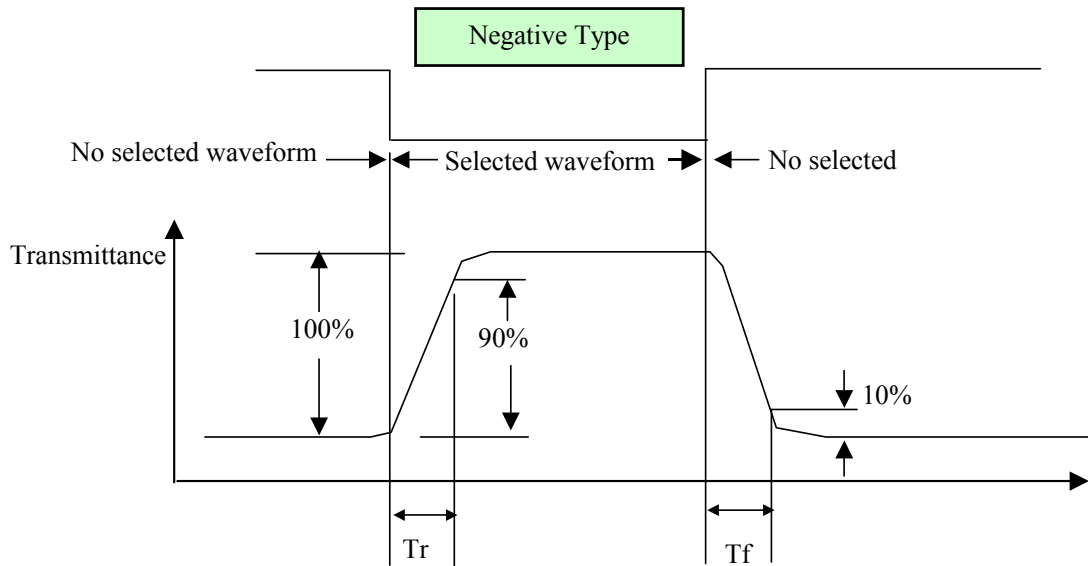 Negative Type
No selected waveform
Selected waveform
No selected
Transmittance
100%
90%
10%
Tr
Tf